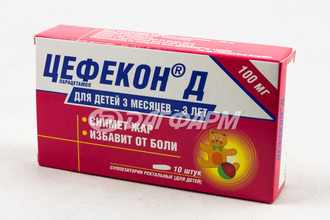 ЦЕФЕКОН® Д
ПАРАЦЕТАМОЛ
100 МГ
ДЛЯ ДЕТЕЙ 3 МЕСЯЦЕВ – 3 ЛЕТ
• СНИМЕТ ЖАР
• ИЗБАВИТ ОТ БОЛИ
10 ШТУК
СУППОЗИТОРИИ РЕКТАЛЬНЫЕ (ДЛЯ ДЕТЕЙ)